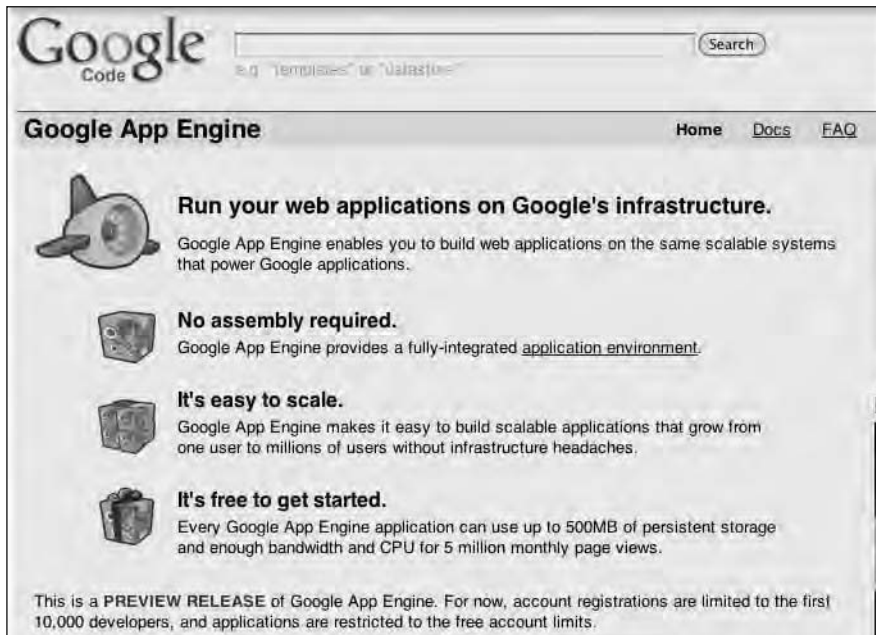 Google
Code
Search
e.g. "templates" or "datastore"
Google App Engine
Home Docs FAQ
Run your web applications on Google's infrastructure.
Google App Engine enables you to build web applications on the same scalable systems
that power Google applications.
No assembly required.
Google App Engine provides a fully-integrated application environment.
It's easy to scale.
Google App Engine makes it easy to build scalable applications that grow from
one user to millions of users without infrastructure headaches.
It's free to get started.
Every Google App Engine application can use up to 500MB of persistent storage
and enough bandwidth and CPU for 5 million monthly page views.
This is a PREVIEW RELEASE of Google App Engine. For now, account registrations are limited to the first
10,000 developers, and applications are restricted to the free account limits.